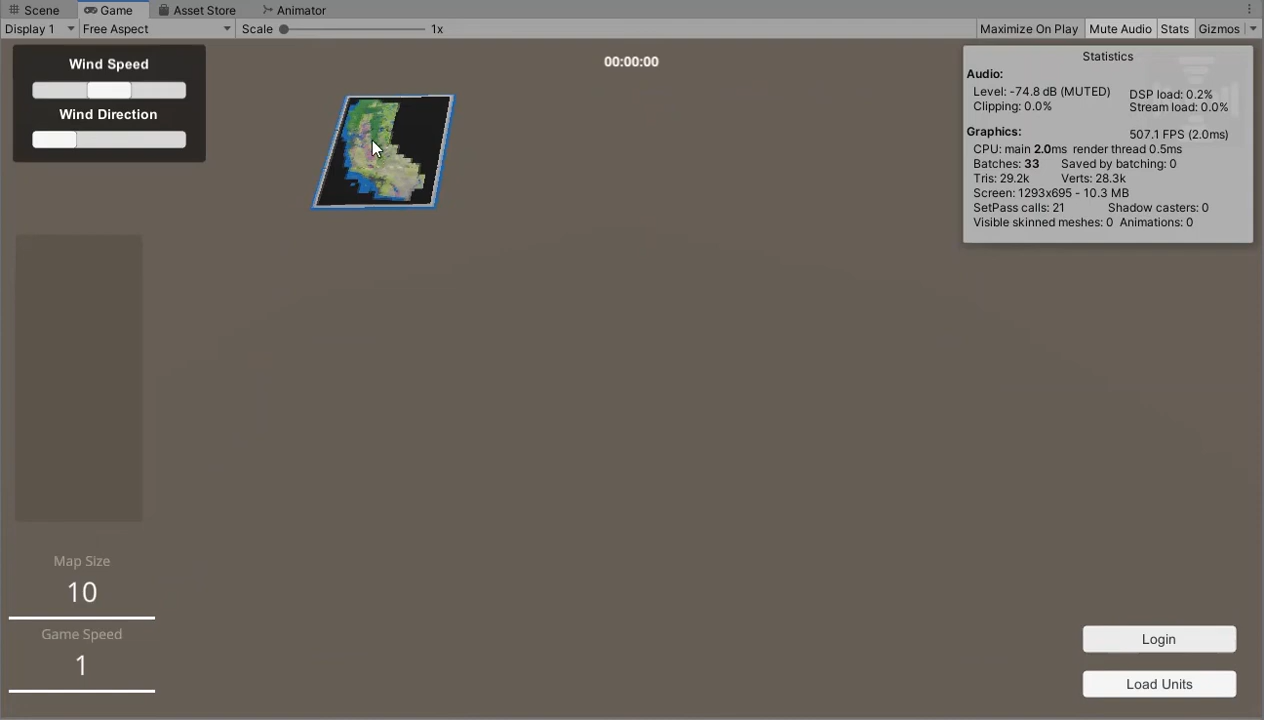 Scene Game Asset Store Animator
Display 1 Free Aspect Scale 1x Maximize On Play Mute Audio Stats Gizmos
Wind Speed
Wind Direction
00:00:00
Statistics
Audio:
Level: -74.8 dB (MUTED) DSP load: 0.2%
Clipping: 0.0% Stream load: 0.0%
Graphics: 507.1 FPS (2.0ms)
CPU: main 2.0ms render thread 0.5ms
Batches: 33 Saved by batching: 0
Tris: 29.2k Verts: 28.3k
Screen: 1293x695 - 10.3 MB
SetPass calls: 21 Shadow casters: 0
Visible skinned meshes: 0 Animations: 0
Map Size
10
Game Speed
1
Login
Load Units